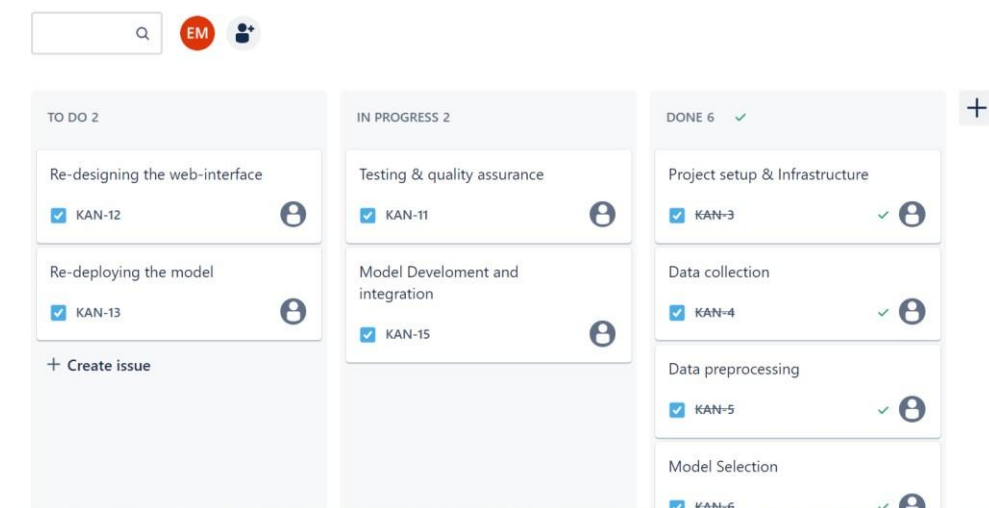 EM
TO DO 2
Re-designing the web-interface
KAN-12
Re-deploying the model
KAN-13
+ Create issue
IN PROGRESS 2
Testing & quality assurance
KAN-11
Model Develoment and
integration
KAN-15
DONE 6
Project setup & Infrastructure
KAN-3
Data collection
KAN-4
Data preprocessing
KAN-5
Model Selection
KAN-6